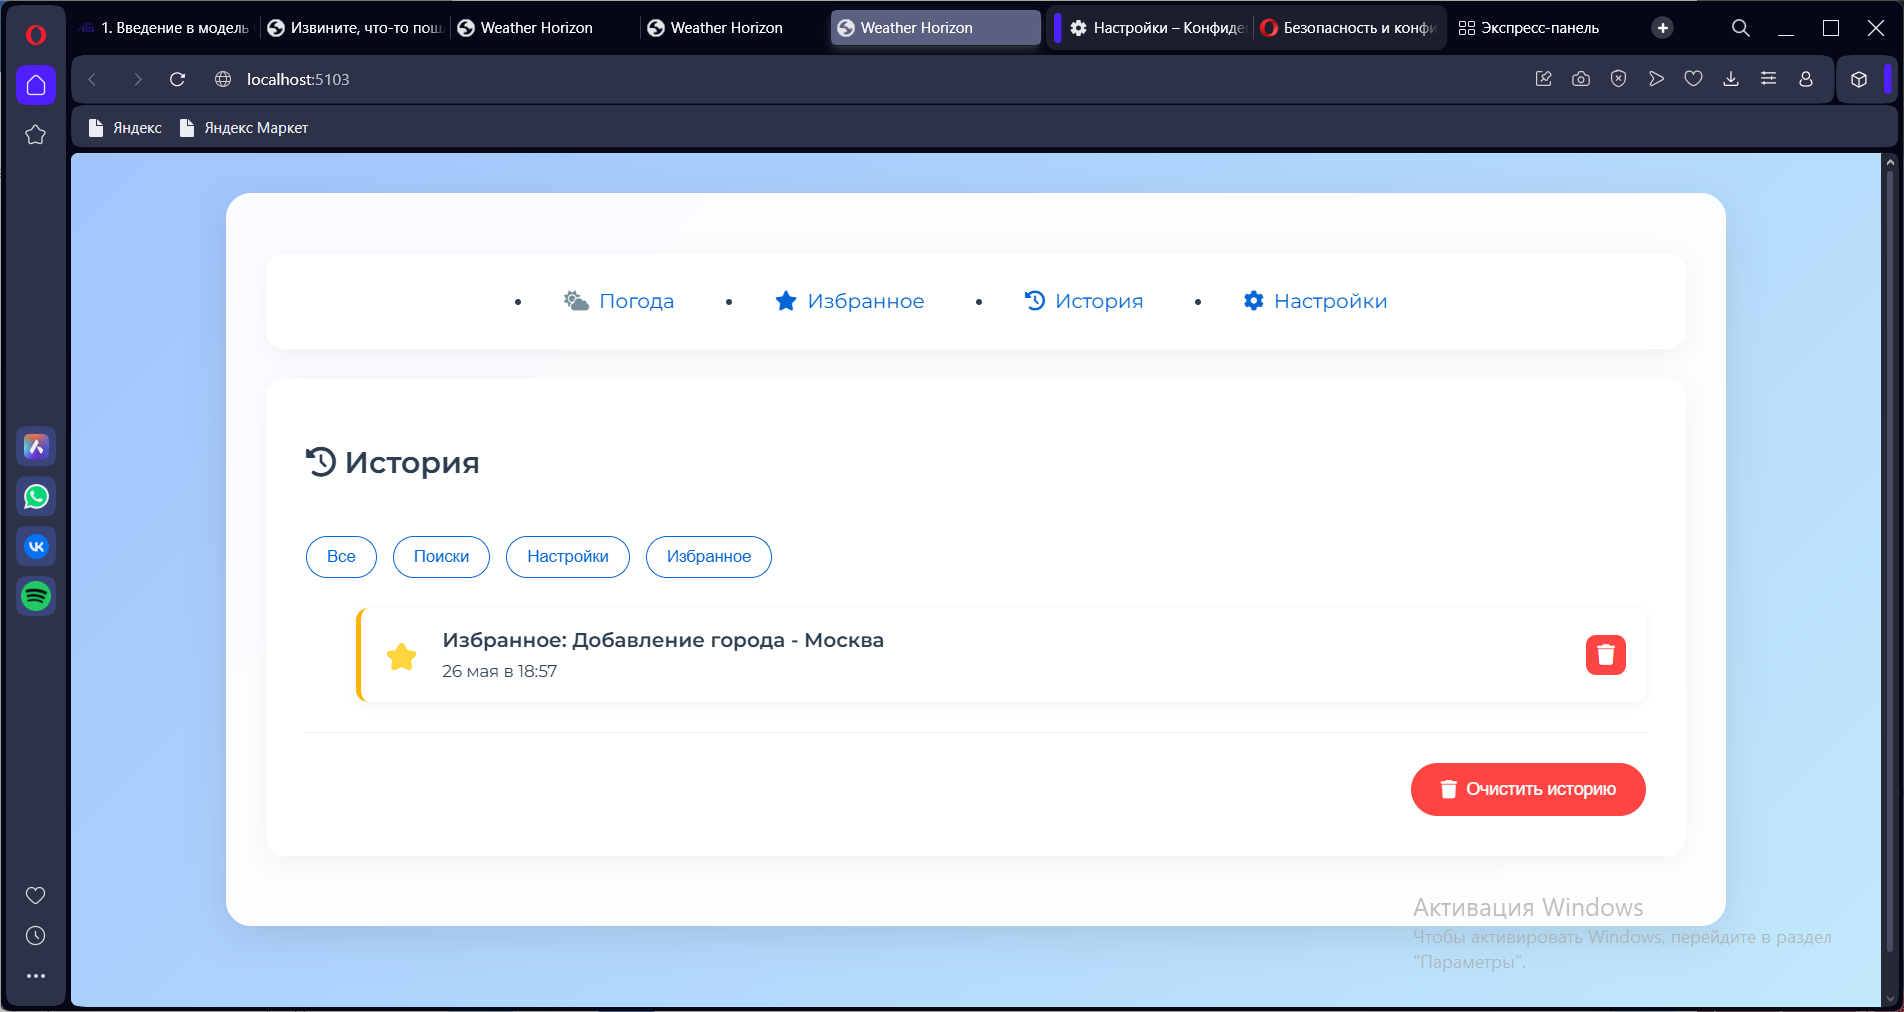 1. Введение в модель
Извините, что-то пош
Weather Horizon
Weather Horizon
Weather Horizon
Настройки – Конфиде
Безопасность и конфи
Экспресс-панель
localhost:5103
Яндекс
Яндекс Маркет
• Погода • Избранное • История • Настройки
История
Все Поиски Настройки Избранное
Избранное: Добавление города - Москва
26 мая в 18:57
Очистить историю
Активация Windows
Чтобы активировать Windows, перейдите в раздел
"Параметры".